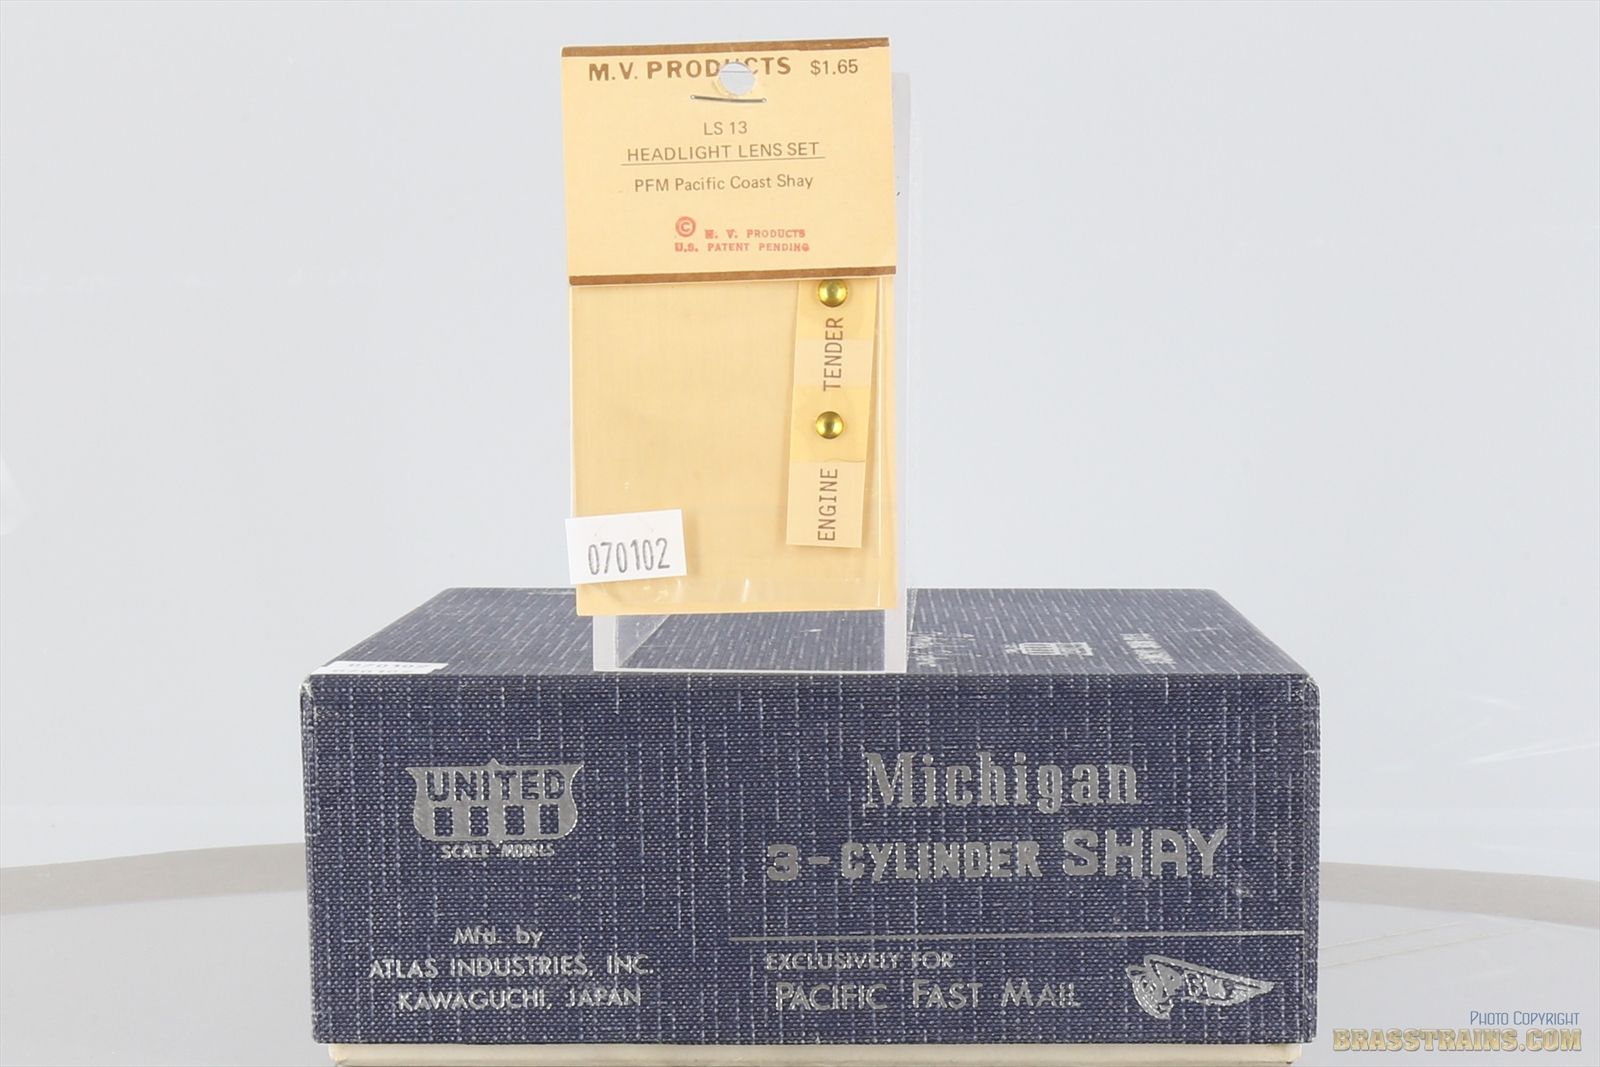 M.V. PRODUCTS $1.65
LS 13
HEADLIGHT LENS SET
PFM Pacific Coast Shay
© M. V. PRODUCTS
U.S. PATENT PENDING
TENDER
ENGINE
070102
UNITED
SCALE MODELS
Michigan
3-CYLINDER SHAY
Mfd. by
ATLAS INDUSTRIES, INC.
KAWAGUCHI, JAPAN
EXCLUSIVELY FOR
PACIFIC FAST MAIL
PFM
PHOTO COPYRIGHT
BRASSTRAINS.COM